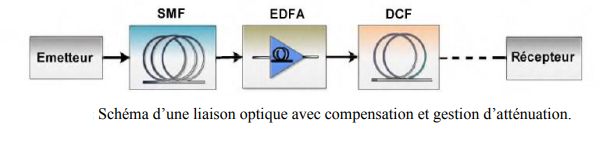 SMF EDFA DCF
Emetteur Récepteur
Schéma d'une liaison optique avec compensation et gestion d'atténuation.